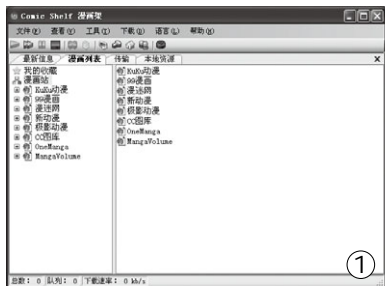 Comic Shelf 漫画架
文件(F) 查看(V) 工具(T) 下载(D) 语言(L) 帮助(H)
最新信息 漫画列表 传输 本地资源 X
我的收藏
漫画站
KuKu动漫
99漫画
漫迷网
新动漫
极影动漫
CC图库
OneManga
MangaVolume
KuKu动漫
99漫画
漫迷网
新动漫
极影动漫
CC图库
OneManga
MangaVolume
①
总数: 0 队列: 0 下载速率: 0 kb/s